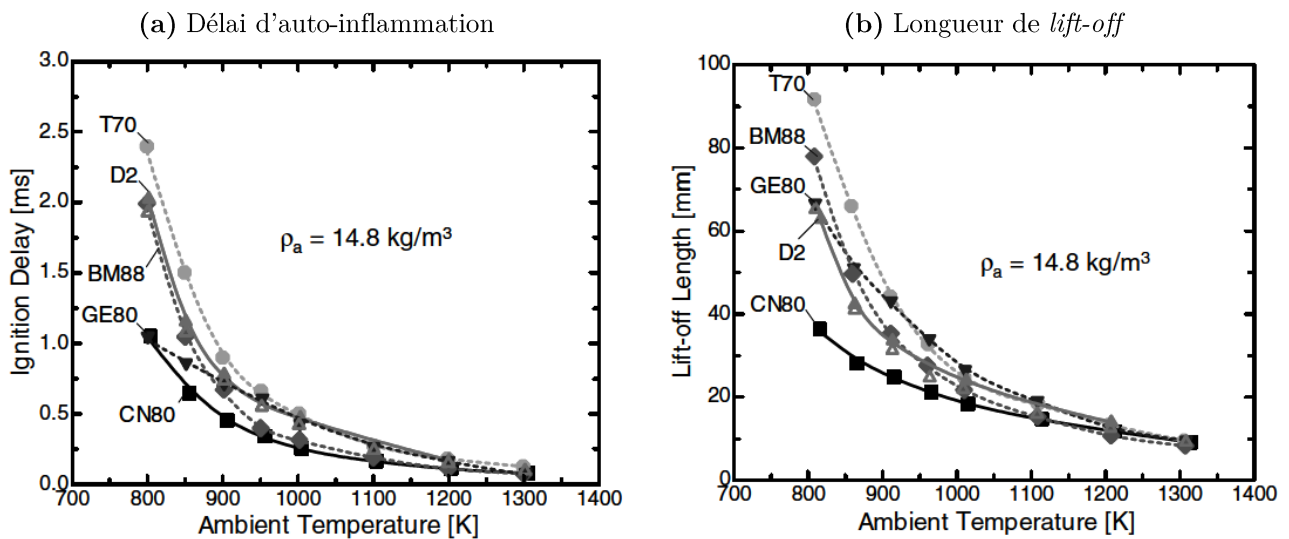 (a) Délai d'auto-inflammation
3.0
2.5
2.0
1.5
1.0
0.5
0.0
Ignition Delay [ms]
T70
D2
BM88
GE80
CN80
ρa = 14.8 kg/m³
700 800 900 1000 1100 1200 1300 1400
Ambient Temperature [K]
(b) Longueur de lift-off
100
80
60
40
20
0
Lift-off Length [mm]
T70
BM88
GE80
D2
CN80
ρa = 14.8 kg/m³
700 800 900 1000 1100 1200 1300 1400
Ambient Temperature [K]